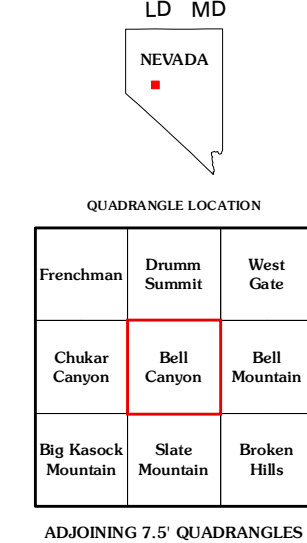 LD MD
NEVADA
QUADRANGLE LOCATION
Frenchman
Drumm
Summit
West
Gate
Chukar
Canyon
Bell
Canyon
Bell
Mountain
Big Kasock
Mountain
Slate
Mountain
Broken
Hills
ADJOINING 7.5' QUADRANGLES